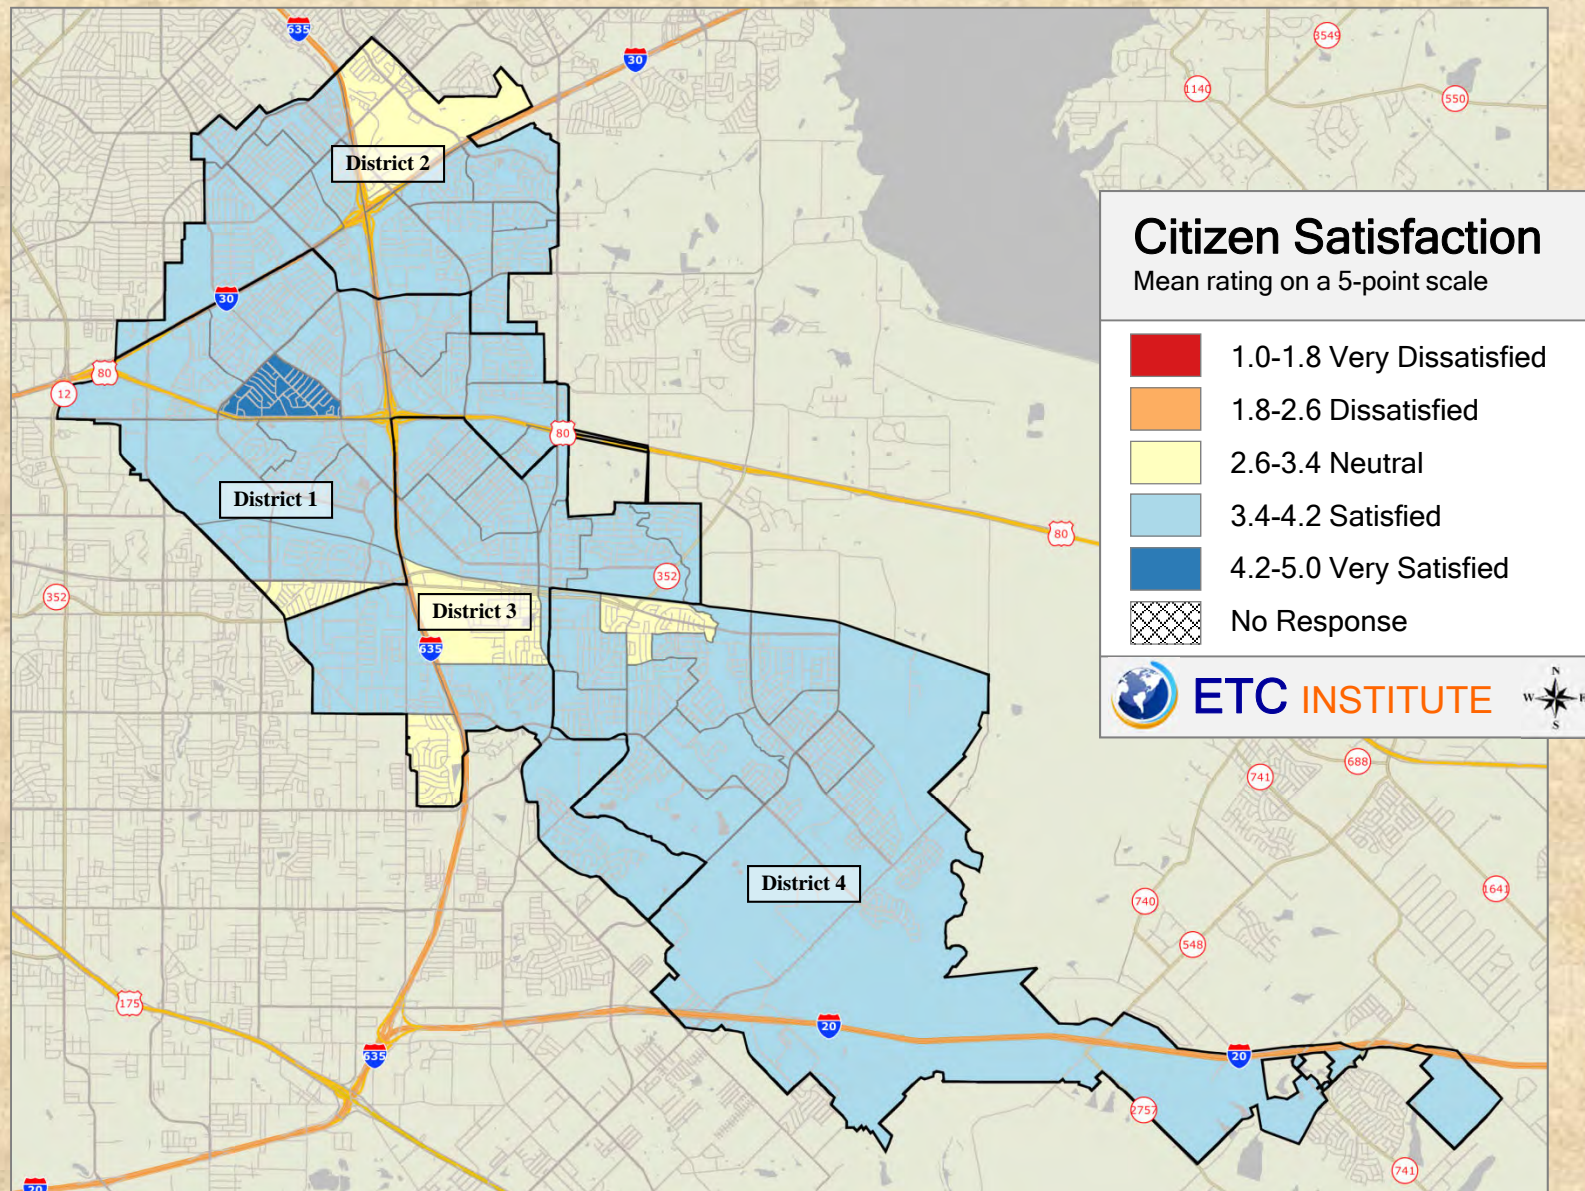 635
30
3549
1140
550
District 2
Citizen Satisfaction
Mean rating on a 5-point scale
30
1.0-1.8 Very Dissatisfied
80
12
1.8-2.6 Dissatisfied
80
2.6-3.4 Neutral
District 1
3.4-4.2 Satisfied
80
352
4.2-5.0 Very Satisfied
352
District 3
No Response
635
ETC INSTITUTE
N
W
E
S
688
741
District 4
1641
740
548
175
20
635
20
2757
741
20